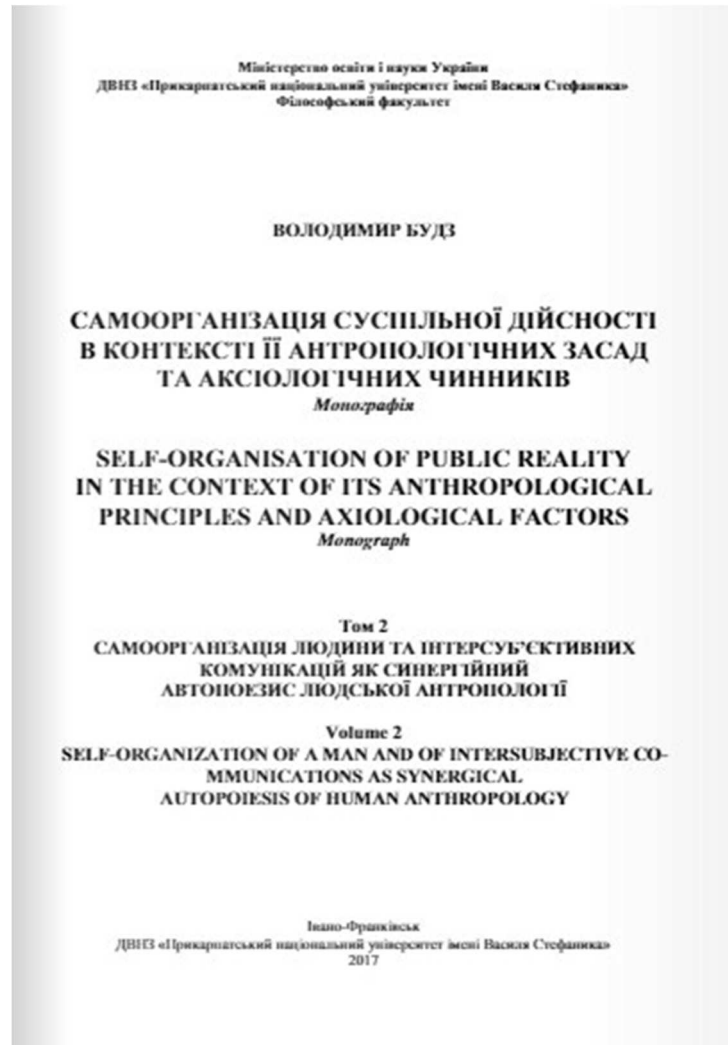 Міністерство освіти і науки України
ДВНЗ «Прикарпатський національний університет імені Василя Стефаника»
Філософський факультет
ВОЛОДИМИР БУДЗ
САМООРГАНІЗАЦІЯ СУСПІЛЬНОЇ ДІЙСНОСТІ
В КОНТЕКСТІ ЇЇ АНТРОПОЛОГІЧНИХ ЗАСАД
ТА АКСІОЛОГІЧНИХ ЧИННИКІВ
Монографія
SELF-ORGANISATION OF PUBLIC REALITY
IN THE CONTEXT OF ITS ANTHROPOLOGICAL
PRINCIPLES AND AXIOLOGICAL FACTORS
Monograph
Том 2
САМООРГАНІЗАЦІЯ ЛЮДИНИ ТА ІНТЕРСУБ’ЄКТИВНИХ
КОМУНІКАЦІЙ ЯК СИНЕРГІЙНИЙ
АВТОПОЕЗИС ЛЮДСЬКОЇ АНТРОПОЛОГІЇ
Volume 2
SELF-ORGANIZATION OF A MAN AND OF INTERSUBJECTIVE CO-
MMUNICATIONS AS SYNERGICAL
AUTOPOIESIS OF HUMAN ANTHROPOLOGY
Івано-Франківськ
ДВНЗ «Прикарпатський національний університет імені Василя Стефаника»
2017